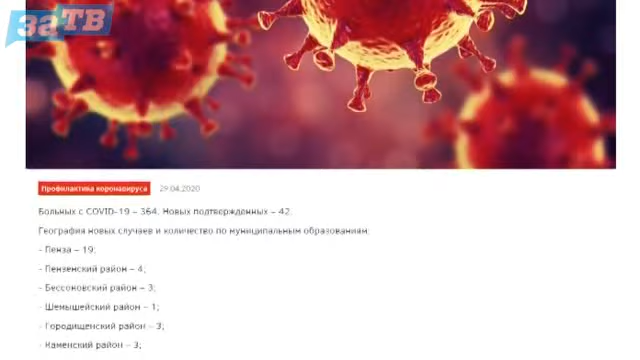 заТВ
Профилактика коронавируса 29.04.2020
Больных с COVID-19 – 364. Новых подтвержденных – 42.
География новых случаев и количество по муниципальным образованиям:
- Пенза – 19;
- Пензенский район – 4;
- Бессоновский район – 3;
- Шемышейский район – 1;
- Городищенский район – 3;
- Каменский район – 3;